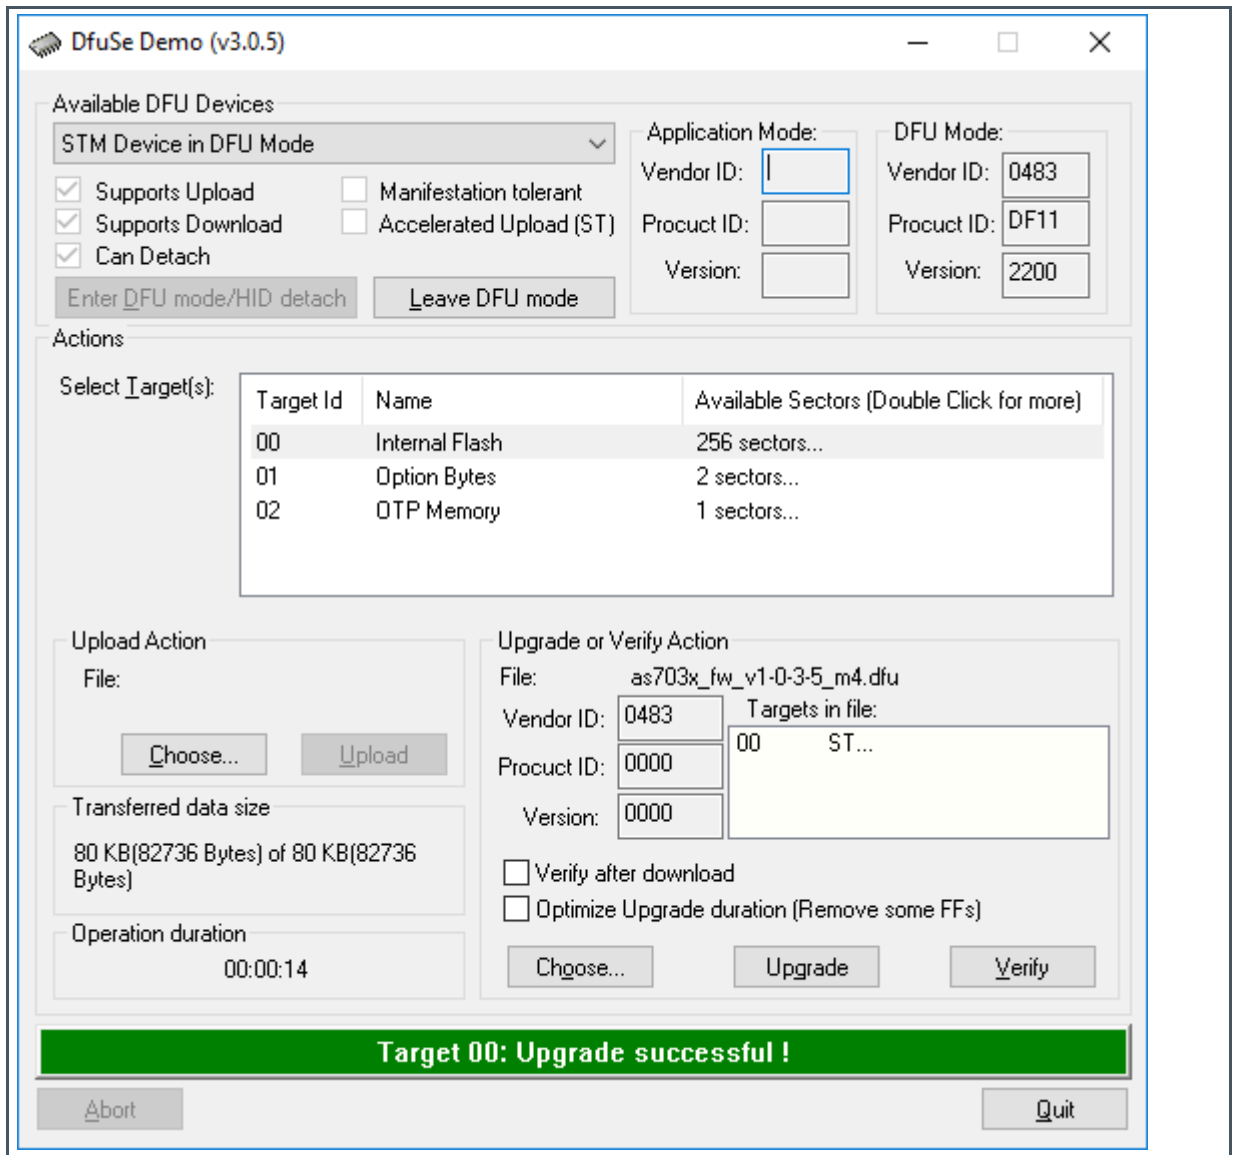 DfuSe Demo (v3.0.5)
Available DFU Devices
STM Device in DFU Mode
Supports Upload
Manifestation tolerant
Supports Download
Accelerated Upload (ST)
Can Detach
Enter DFU mode/HID detach
Leave DFU mode
Application Mode:
Vendor ID:
Procuct ID:
Version:
DFU Mode:
Vendor ID: 0483
Procuct ID: DF11
Version: 2200
Actions
Select Target(s):
Target Id Name Available Sectors (Double Click for more)
00 Internal Flash 256 sectors...
01 Option Bytes 2 sectors...
02 OTP Memory 1 sectors...
Upload Action
File:
Choose... Upload
Transferred data size
80 KB(82736 Bytes) of 80 KB(82736
Bytes)
Operation duration
00:00:14
Upgrade or Verify Action
File: as703x_fw_v1-0-3-5_m4.dfu
Vendor ID: 0483
Procuct ID: 0000
Version: 0000
Targets in file:
00 ST...
Verify after download
Optimize Upgrade duration (Remove some FFs)
Choose... Upgrade Verify
Target 00: Upgrade successful !
Abort Quit